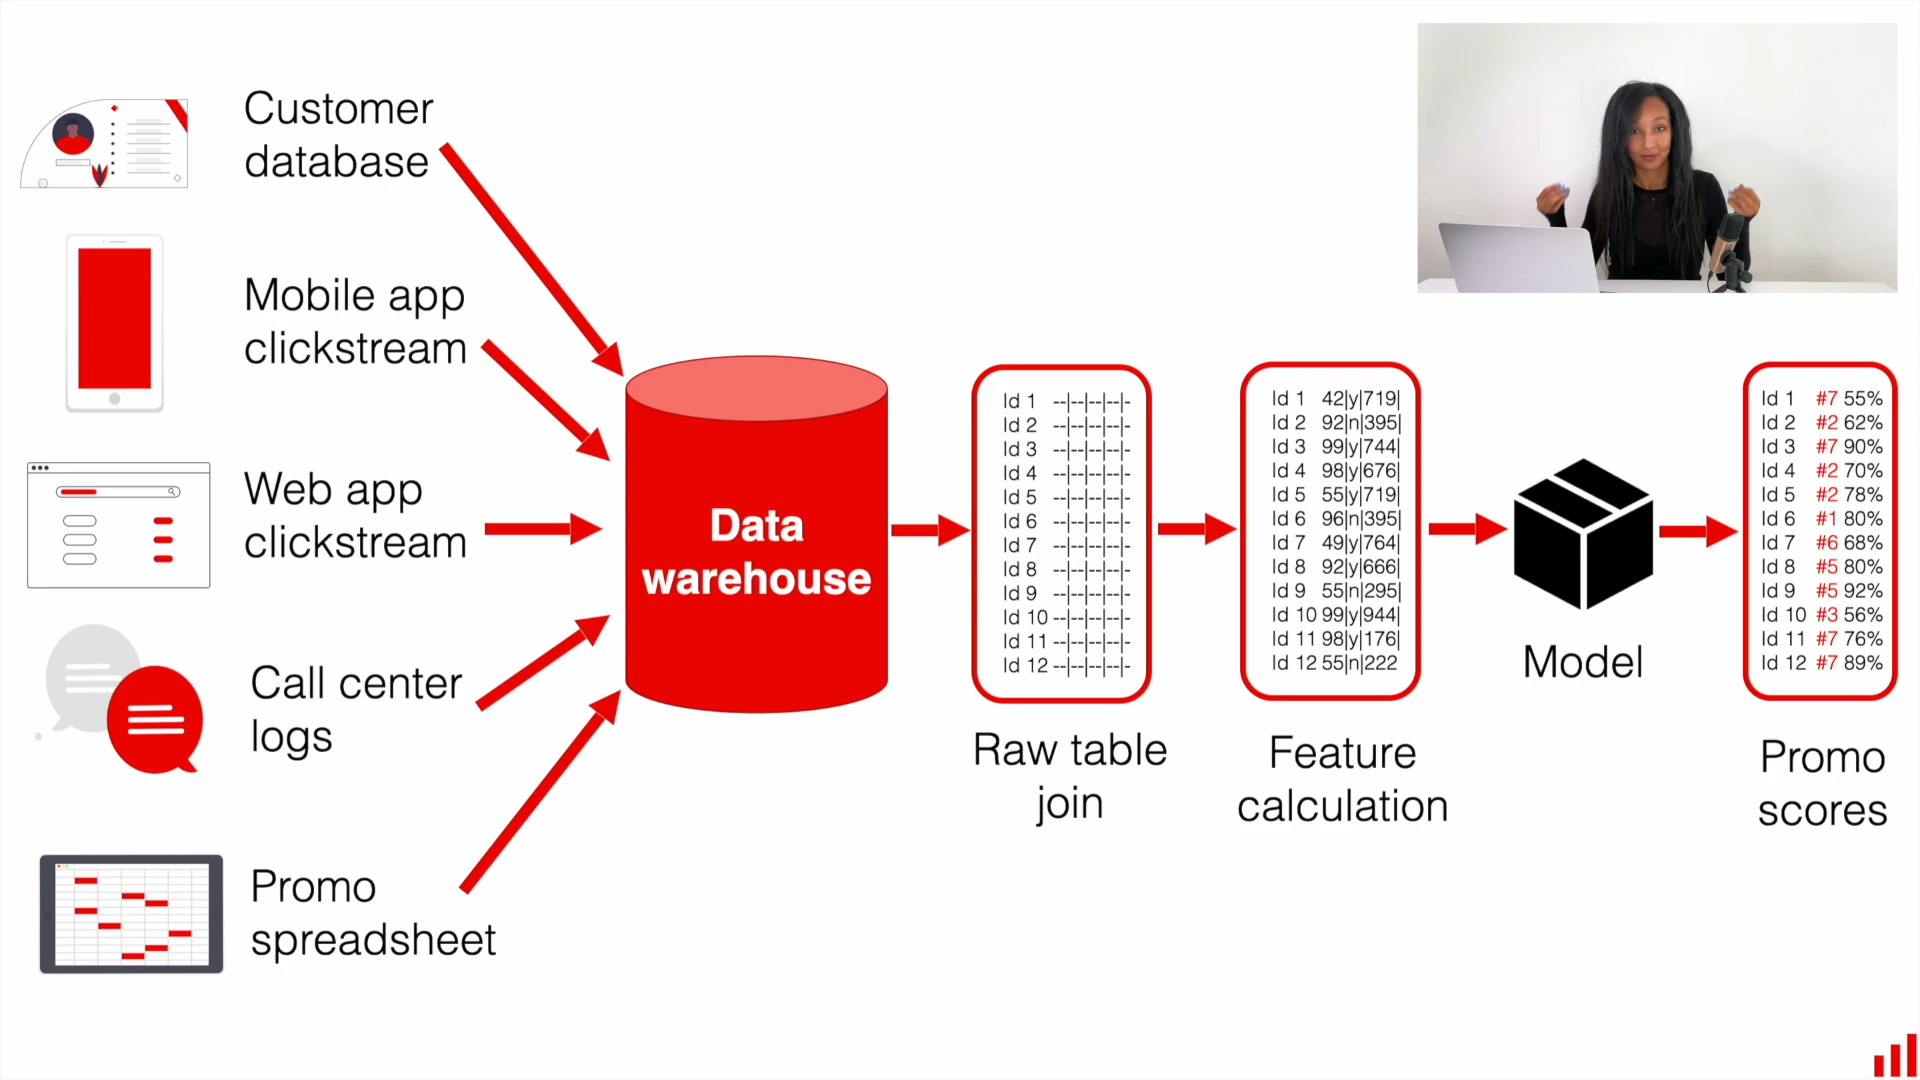 Customer
database
Mobile app
clickstream
Web app
clickstream
Call center
logs
Promo
spreadsheet
Data
warehouse
Id 1 --|--|--|--|-
Id 2 --|--|--|--|-
Id 3 --|--|--|--|-
Id 4 --|--|--|--|-
Id 5 --|--|--|--|-
Id 6 --|--|--|--|-
Id 7 --|--|--|--|-
Id 8 --|--|--|--|-
Id 9 --|--|--|--|-
Id 10 --|--|--|--|-
Id 11 --|--|--|--|-
Id 12 --|--|--|--|-
Raw table
join
Id 1 42|y|719|
Id 2 92|n|395|
Id 3 99|y|744|
Id 4 98|y|676|
Id 5 55|y|719|
Id 6 96|n|395|
Id 7 49|y|764|
Id 8 92|y|666|
Id 9 55|n|295|
Id 10 99|y|944|
Id 11 98|y|176|
Id 12 55|n|222
Feature
calculation
Model
Id 1 #7 55%
Id 2 #2 62%
Id 3 #7 90%
Id 4 #2 70%
Id 5 #2 78%
Id 6 #1 80%
Id 7 #6 68%
Id 8 #5 80%
Id 9 #5 92%
Id 10 #3 56%
Id 11 #7 76%
Id 12 #7 89%
Promo
scores